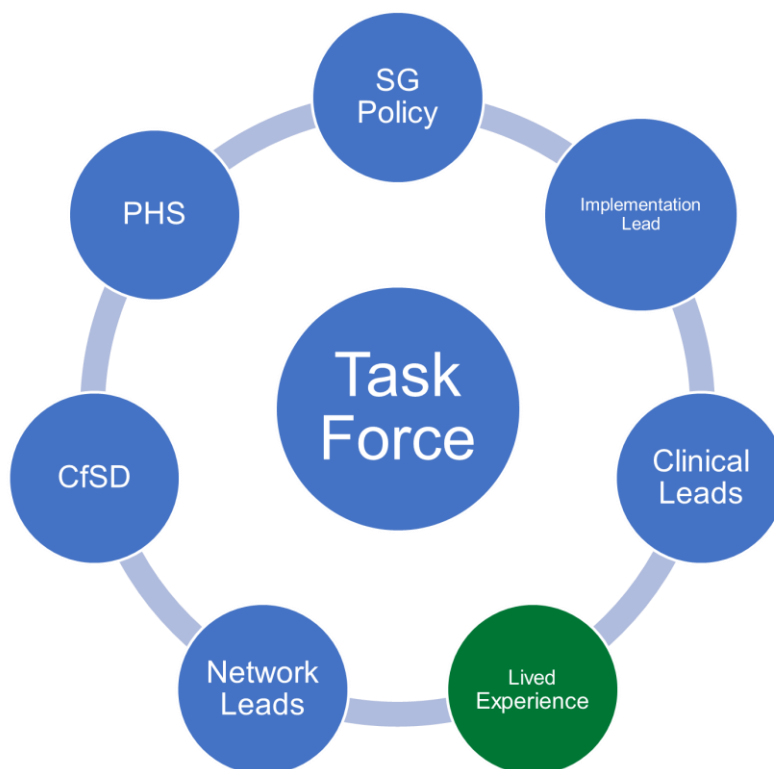 SG
Policy
Implementation
Lead
Clinical
Leads
Lived
Experience
Network
Leads
CfSD
PHS
Task
Force